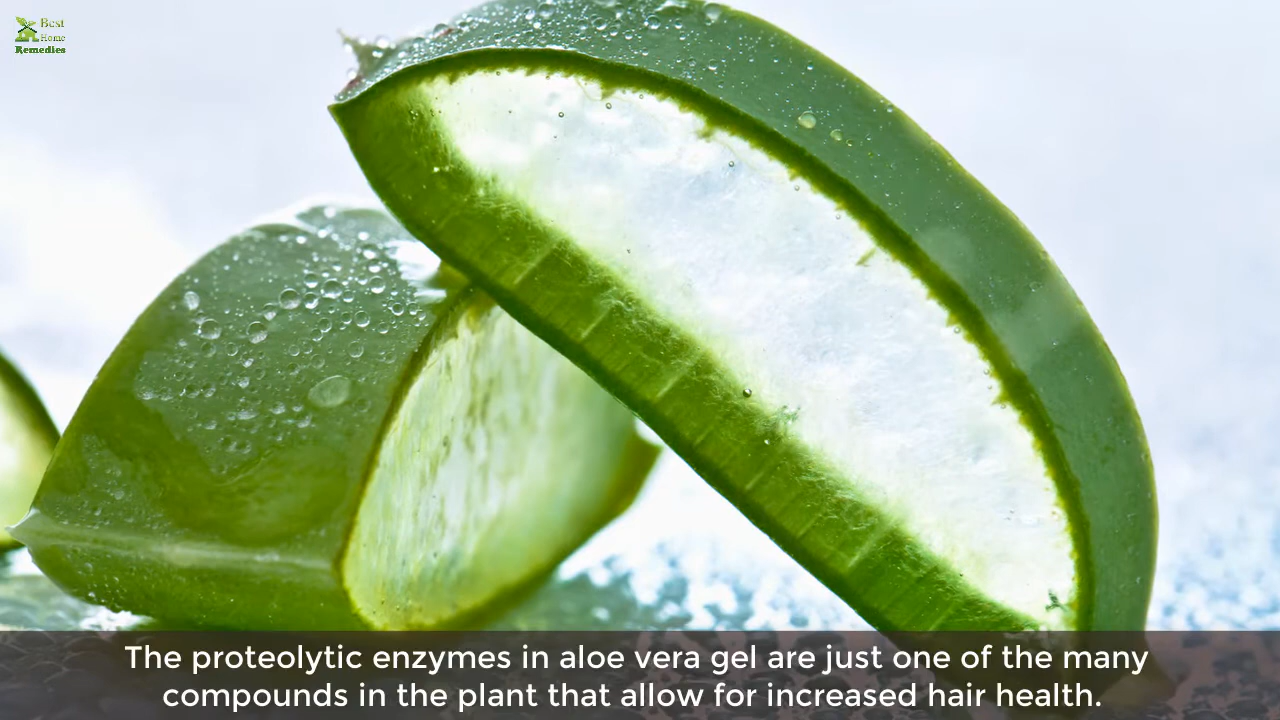 Best
Home
Remedies
The proteolytic enzymes in aloe vera gel are just one of the many
compounds in the plant that allow for increased hair health.